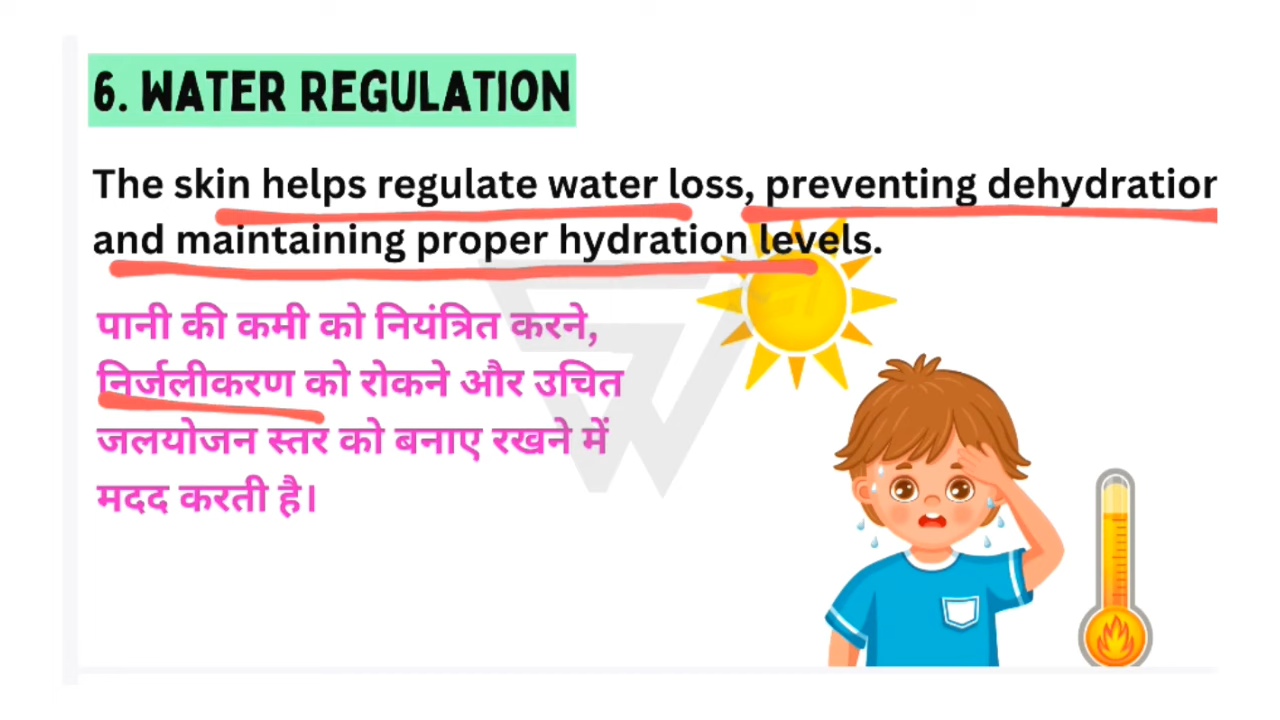 6. WATER REGULATION
The skin helps regulate water loss, preventing dehydration
and maintaining proper hydration levels.
पानी की कमी को नियंत्रित करने,
निर्जलीकरण को रोकने और उचित
जलयोजन स्तर को बनाए रखने में
मदद करती है।